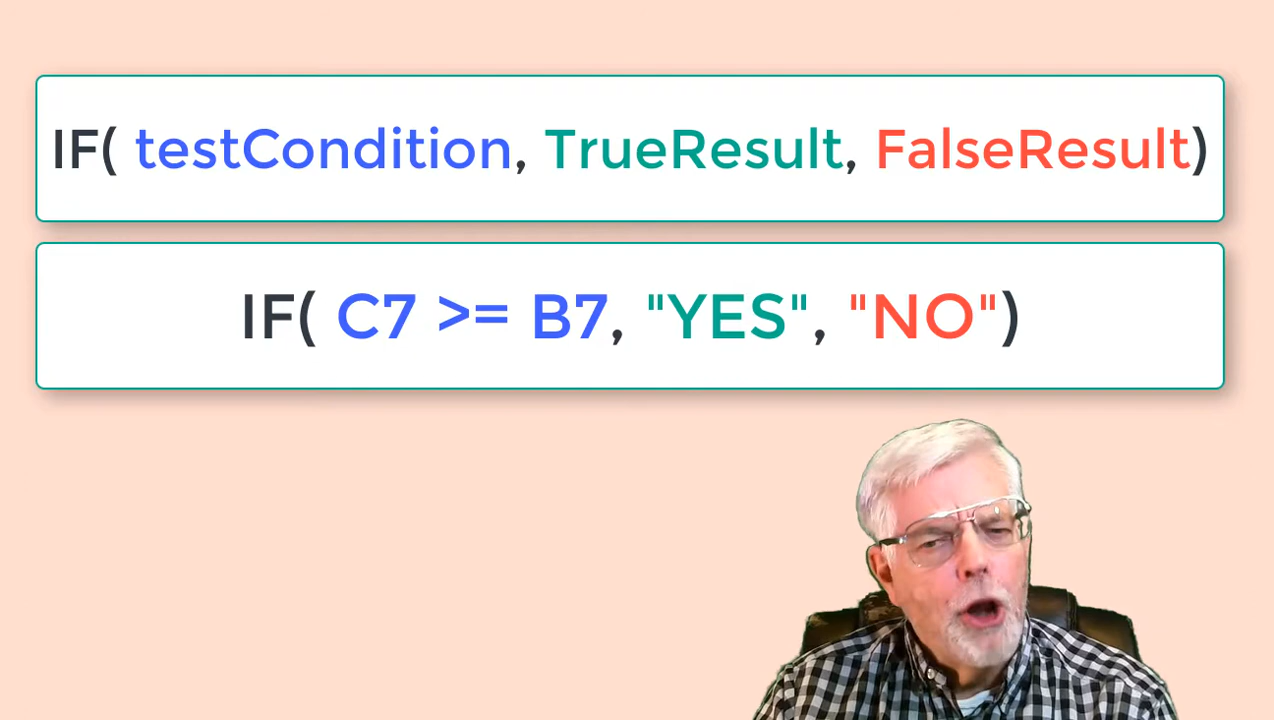 IF( testCondition, TrueResult, FalseResult)
IF( C7 >= B7, "YES", "NO")